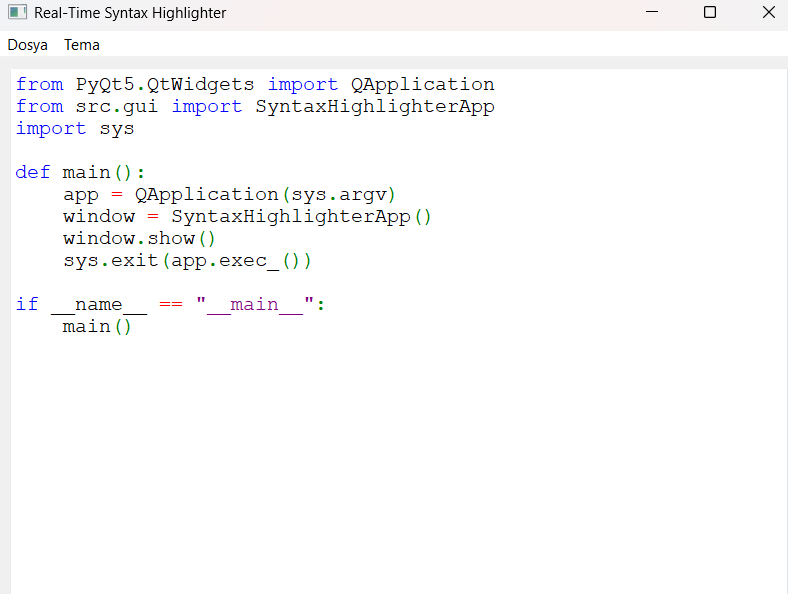 Real-Time Syntax Highlighter
Dosya Tema
from PyQt5.QtWidgets import QApplication
from src.gui import SyntaxHighlighterApp
import sys
def main():
    app = QApplication(sys.argv)
    window = SyntaxHighlighterApp()
    window.show()
    sys.exit(app.exec_())
if __name__ == "__main__":
    main()